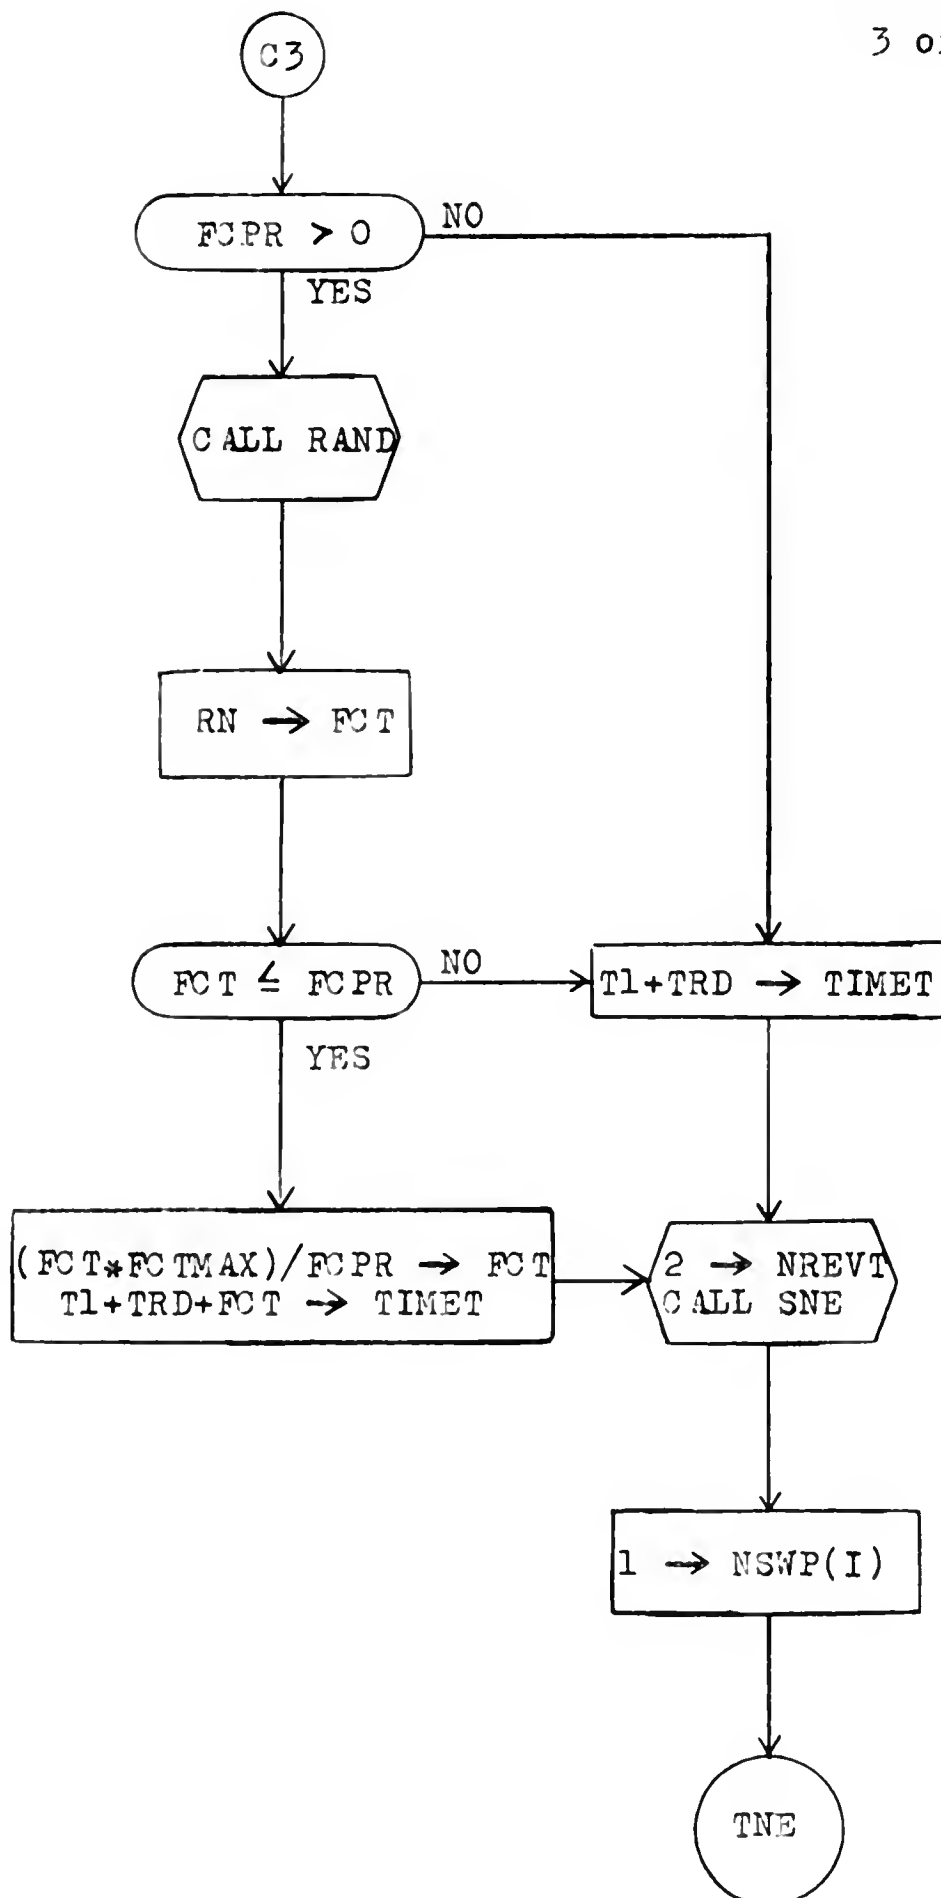 3 o
C3
FCPR > 0
NO
YES
CALL RAND
RN → FCT
FCT ≤ FCPR
NO
T1+TRD → TIMET
YES
(FCT*FCTMAX)/FCPR → FCT
T1+TRD+FCT → TIMET
2 → NREVT
CALL SNE
1 → NSWP(I)
TNE